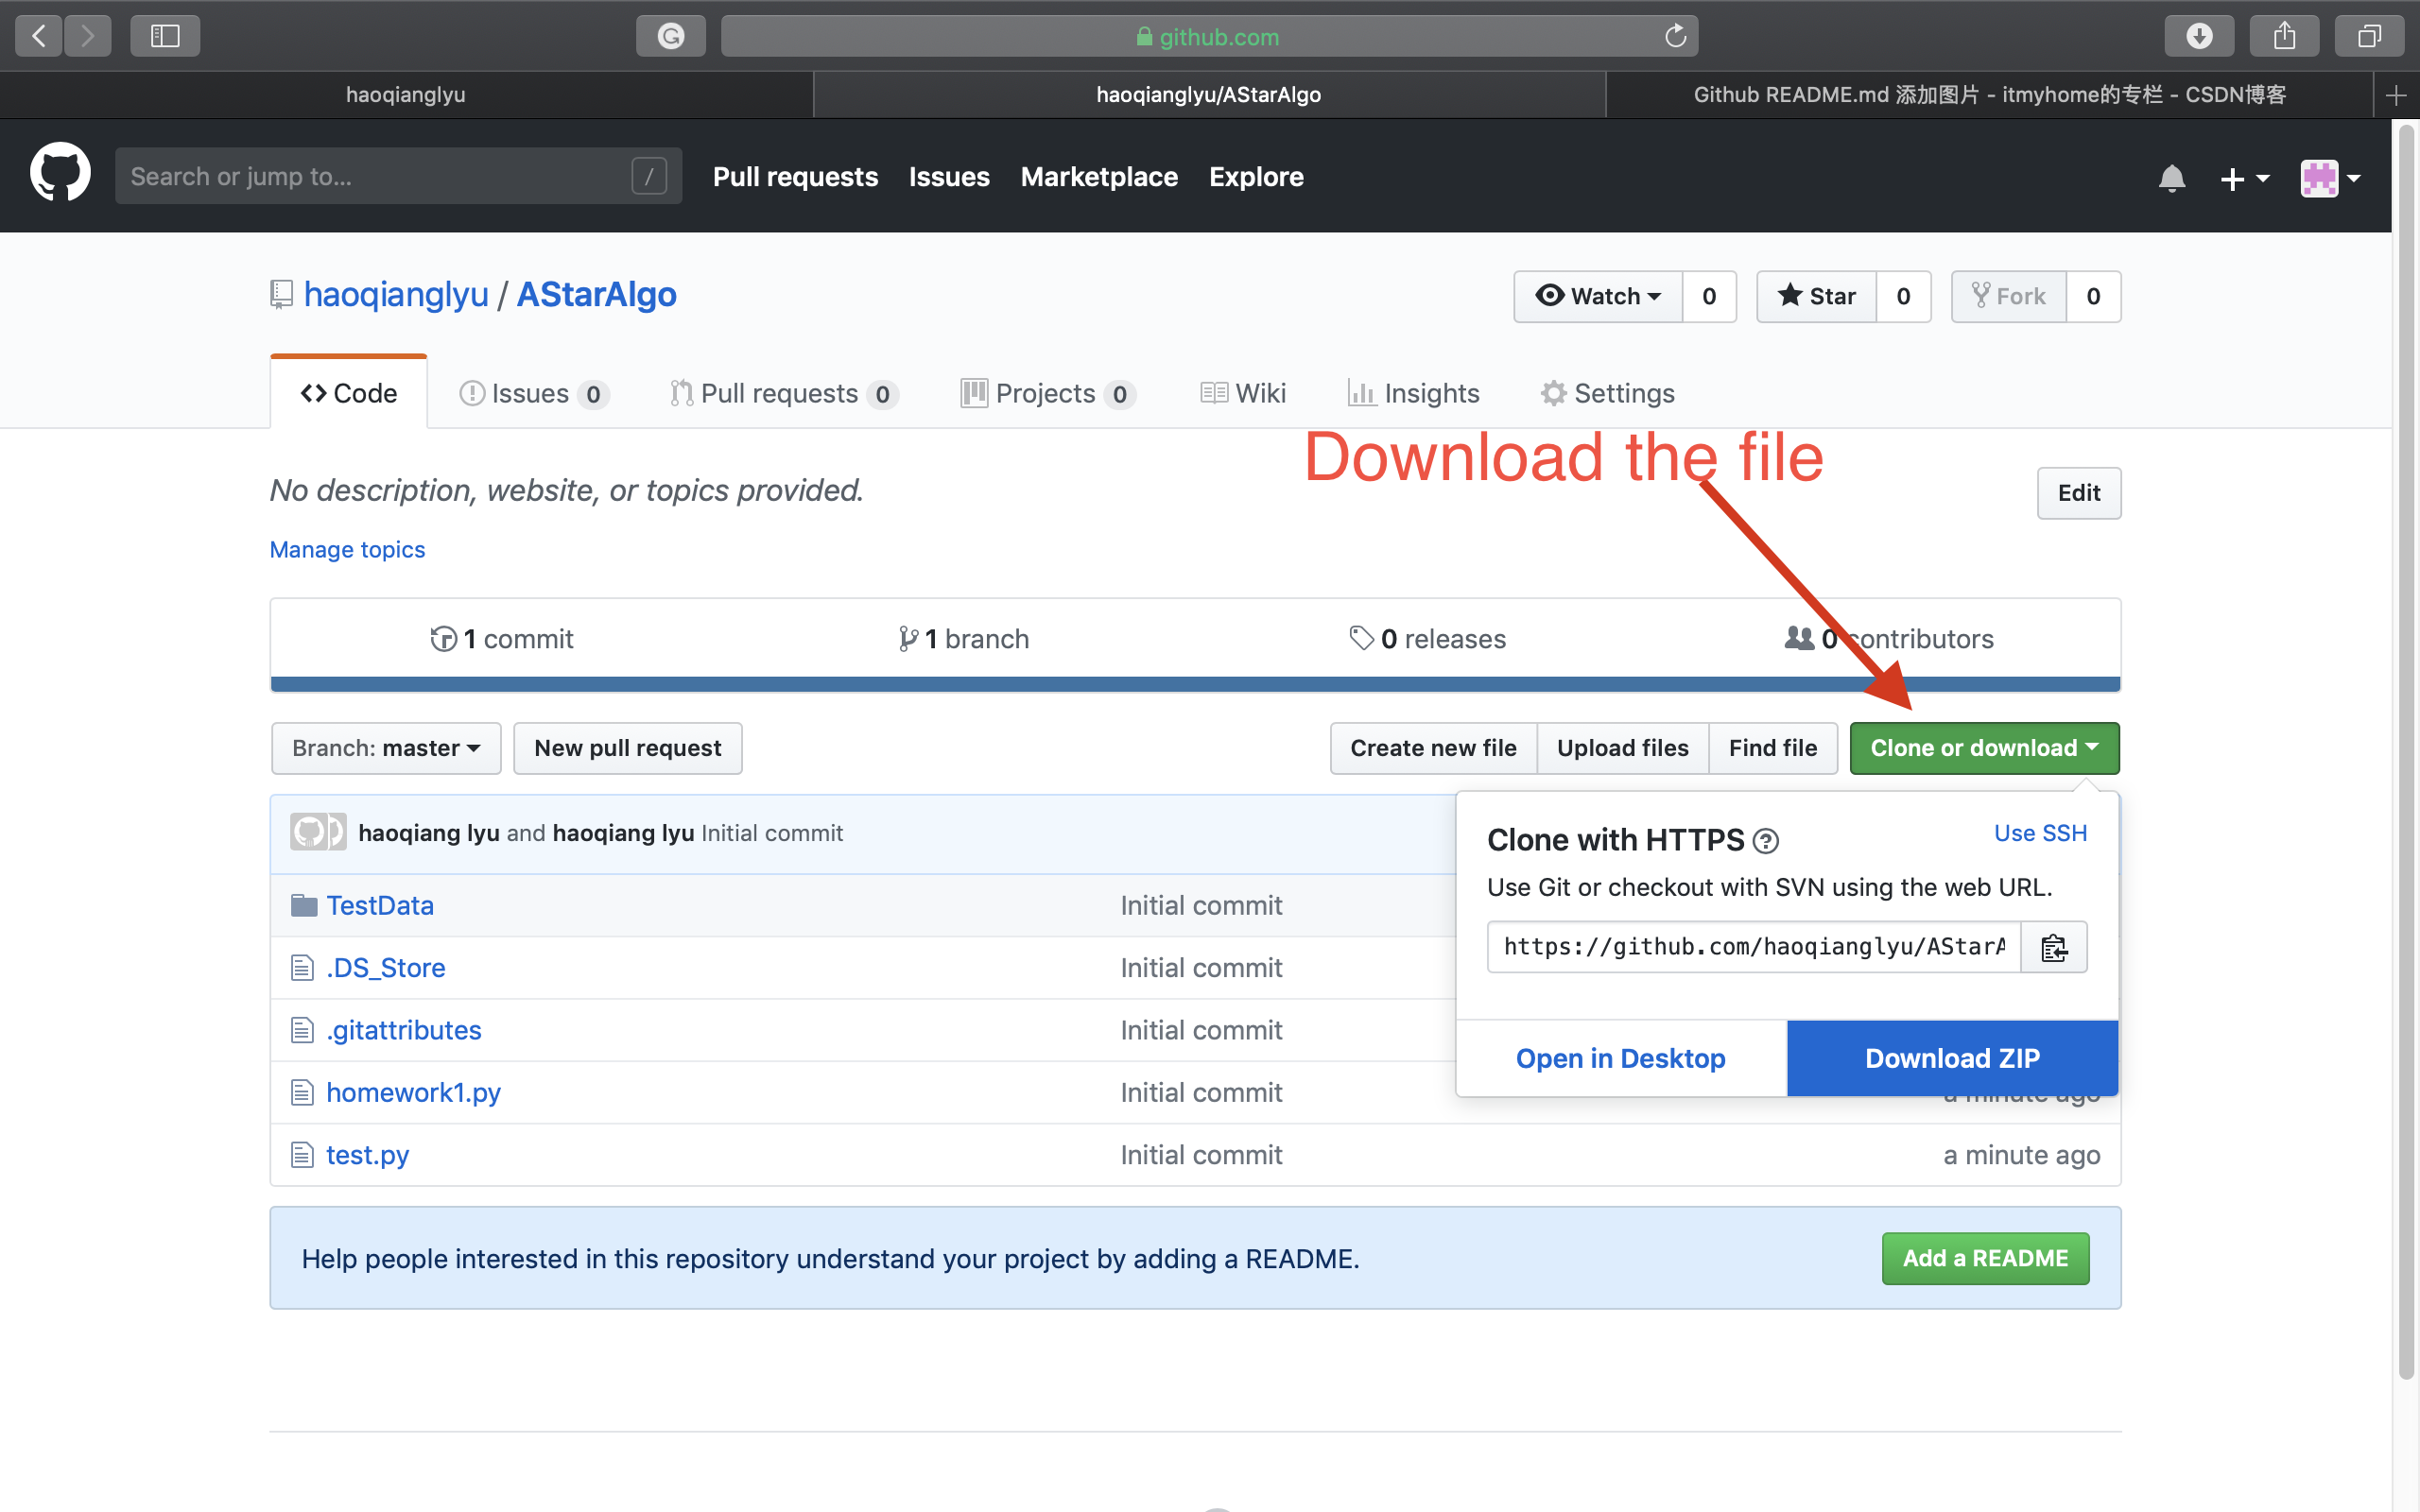 github.com
haoqianglyu
haoqianglyu/AStarAlgo
Github README.md 添加图片 - itmyhome的专栏 - CSDN博客
Search or jump to... /
Pull requests Issues Marketplace Explore
haoqianglyu / AStarAlgo
Watch 0 Star 0 Fork 0
Code Issues 0 Pull requests 0 Projects 0 Wiki Insights Settings
Download the file
No description, website, or topics provided.
Edit
Manage topics
1 commit 1 branch 0 releases 0 contributors
Branch: master New pull request Create new file Upload files Find file Clone or download
haoqiang lyu and haoqiang lyu Initial commit
Clone with HTTPS Use SSH
Use Git or checkout with SVN using the web URL.
https://github.com/haoqianglyu/AStarA
Open in Desktop Download ZIP
TestData Initial commit
.DS_Store Initial commit
.gitattributes Initial commit
homework1.py Initial commit a minute ago
test.py Initial commit a minute ago
Help people interested in this repository understand your project by adding a README.
Add a README